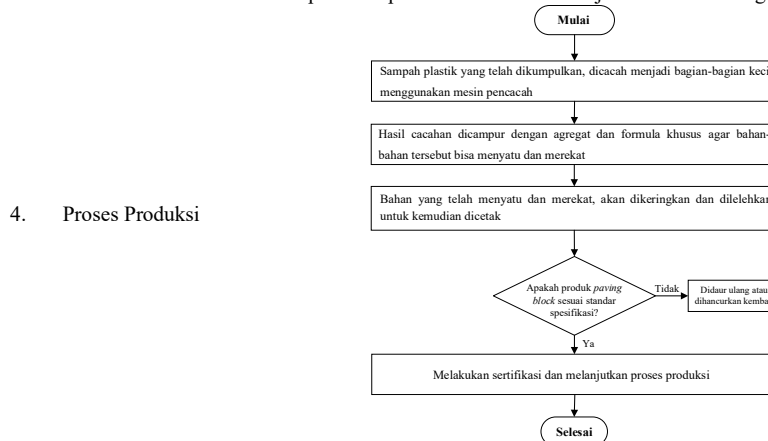 Mulai
Sampah plastik yang telah dikumpulkan, dicacah menjadi bagian-bagian keci
menggunakan mesin pencacah
Hasil cacahan dicampur dengan agregat dan formula khusus agar bahan-
bahan tersebut bisa menyatu dan merekat
4. Proses Produksi
Bahan yang telah menyatu dan merekat, akan dikeringkan dan dilelehkan
untuk kemudian dicetak
Apakah produk paving
block sesuai standar
spesifikasi?
Tidak
Didaur ulang atau
dihancurkan kemba
Ya
Melakukan sertifikasi dan melanjutkan proses produksi
Selesai